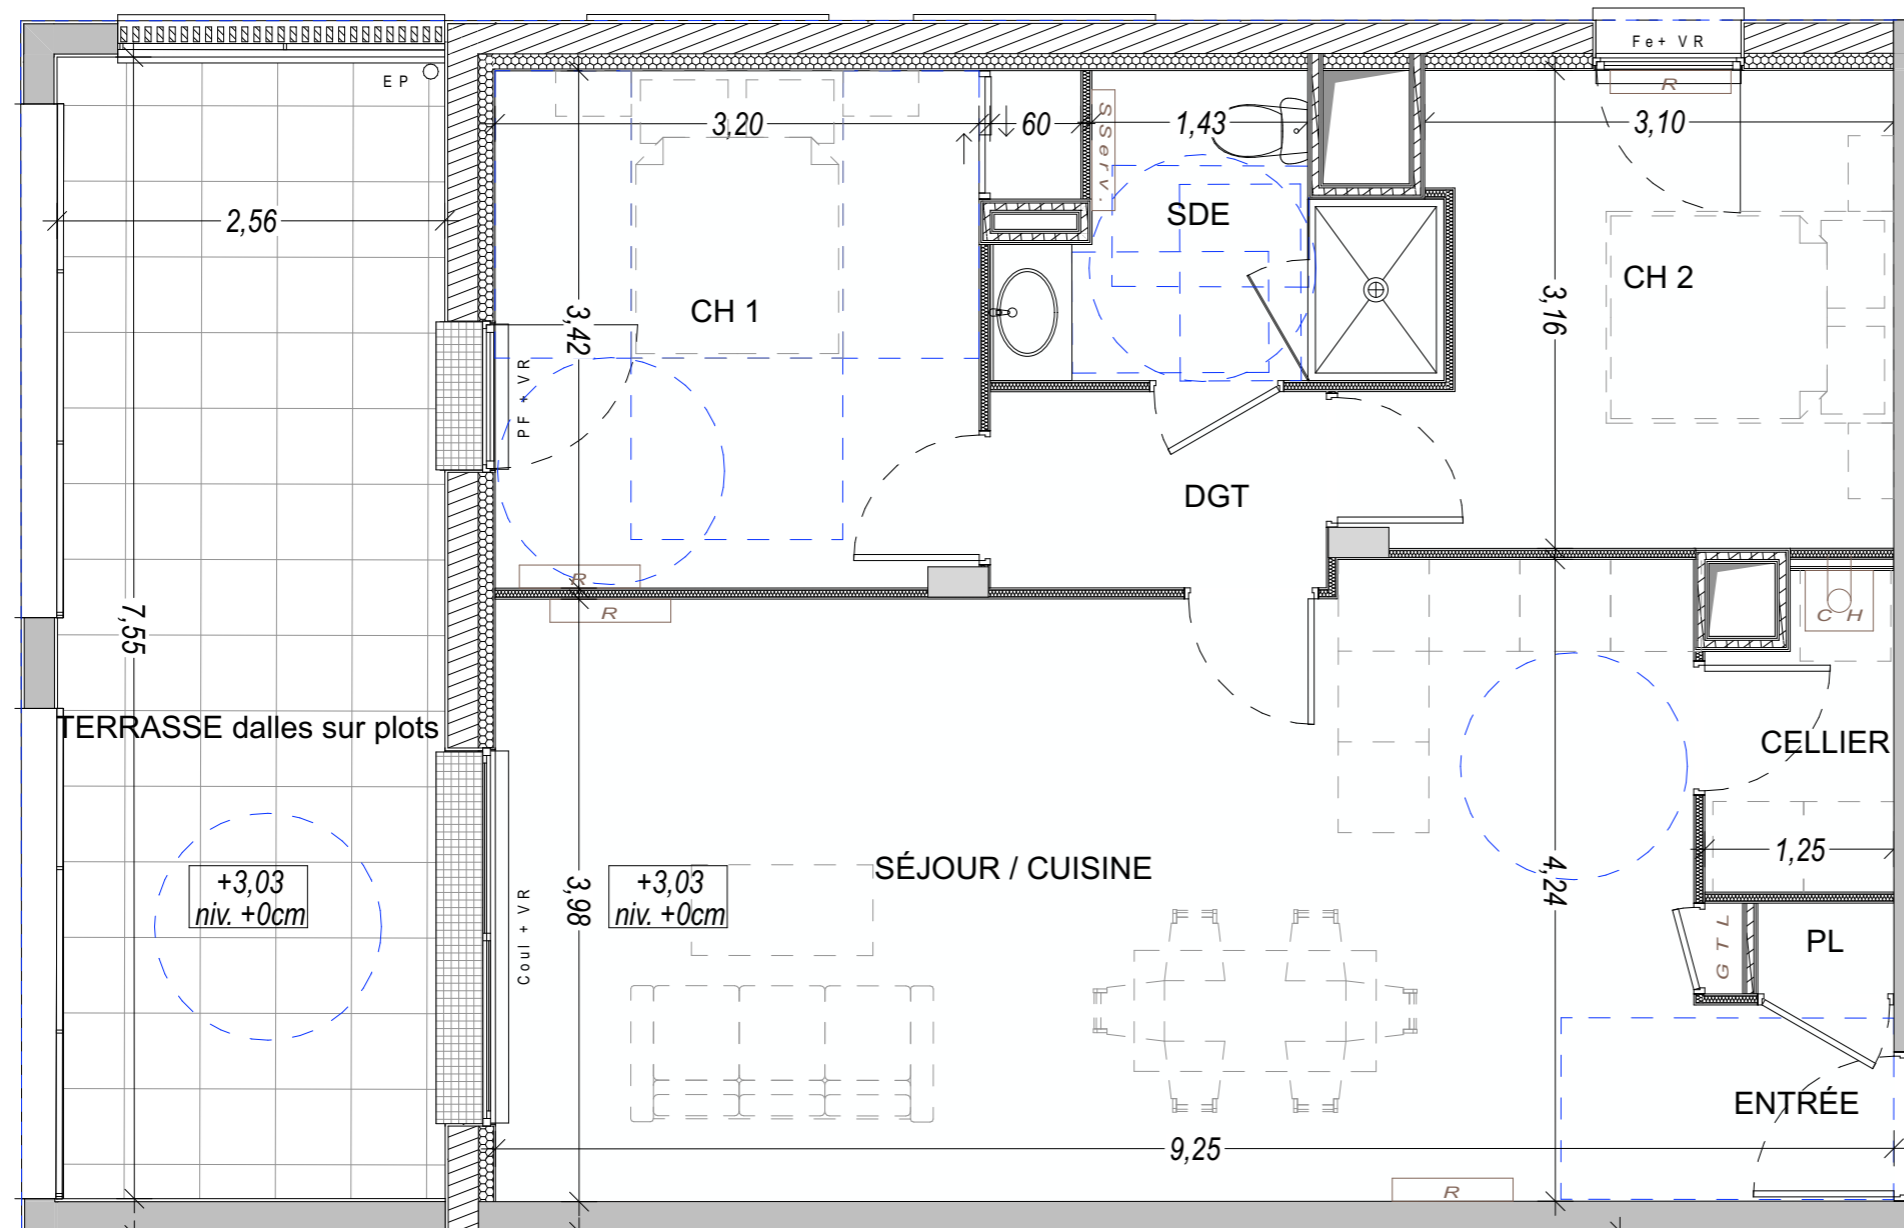 Fe+ VR
EP
R
3,20
60
SServ.
1,43
3,10
2,56
SDE
CH 2
CH 1
3,42
3,16
PF + VR
DGT
R
R
C H
7,55
TERRASSE dalles sur plots
CELLIER
1,25
SÉJOUR / CUISINE
4,24
+3,03
niv. +0cm
3,98
+3,03
niv. +0cm
Coul + VR
GTL
PL
ENTRÉE
9,25
R